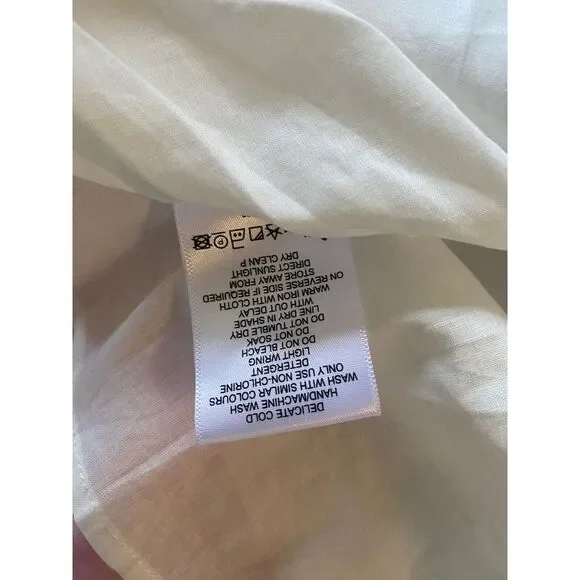 DELICATE COLD
HAND/MACHINE WASH
WASH WITH SIMILAR COLOURS
ONLY USE NON-CHLORINE
DETERGENT
LIGHT WRING
DO NOT BLEACH
DO NOT SOAK
DO NOT TUMBLE DRY
LINE DRY IN SHADE
WITH OUT DELAY
WARM IRON WITH CLOTH
ON REVERSE SIDE IF REQUIRED
STORE AWAY FROM
DIRECT SUNLIGHT
DRY CLEAN P
P